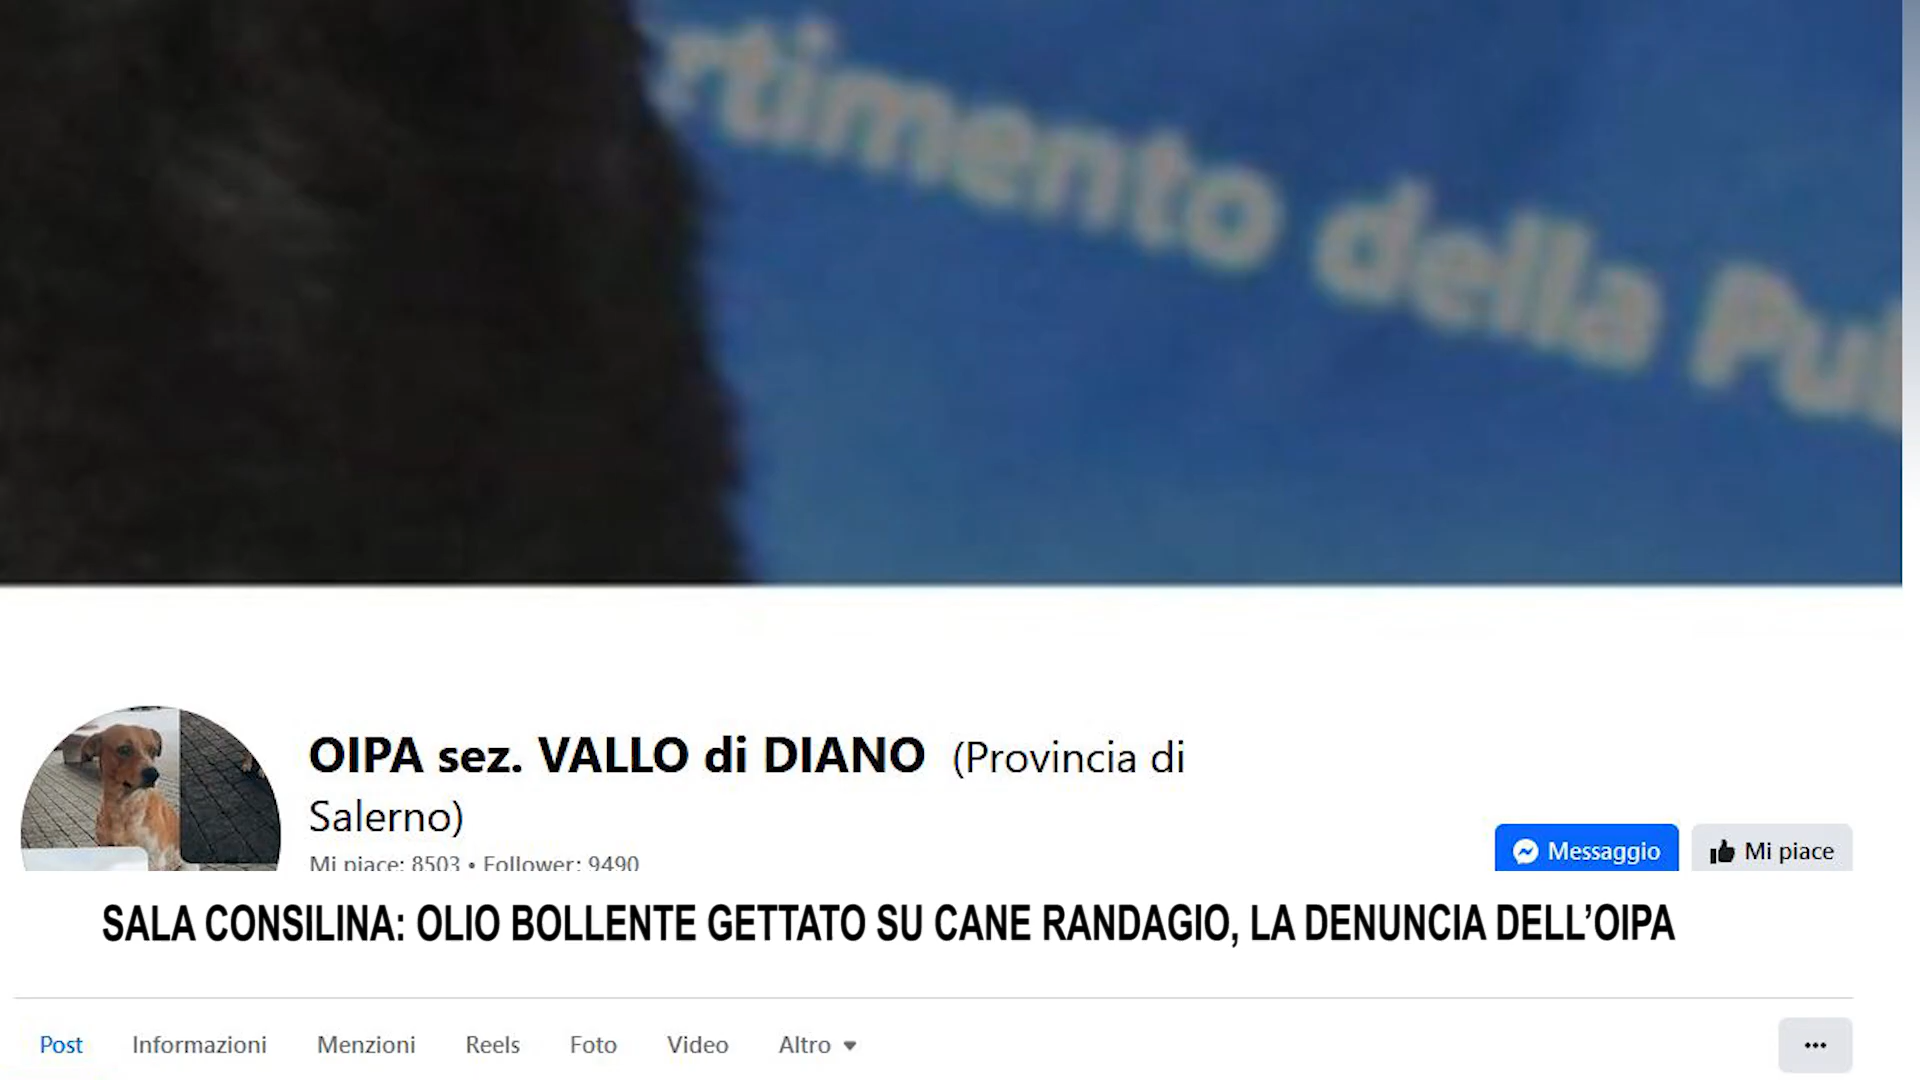 rtimento della Pub
OIPA sez. VALLO di DIANO (Provincia di
Salerno)
Mi piace: 8503 • Follower: 9490
Messaggio
Mi piace
SALA CONSILINA: OLIO BOLLENTE GETTATO SU CANE RANDAGIO, LA DENUNCIA DELL’OIPA
Post Informazioni Menzioni Reels Foto Video Altro